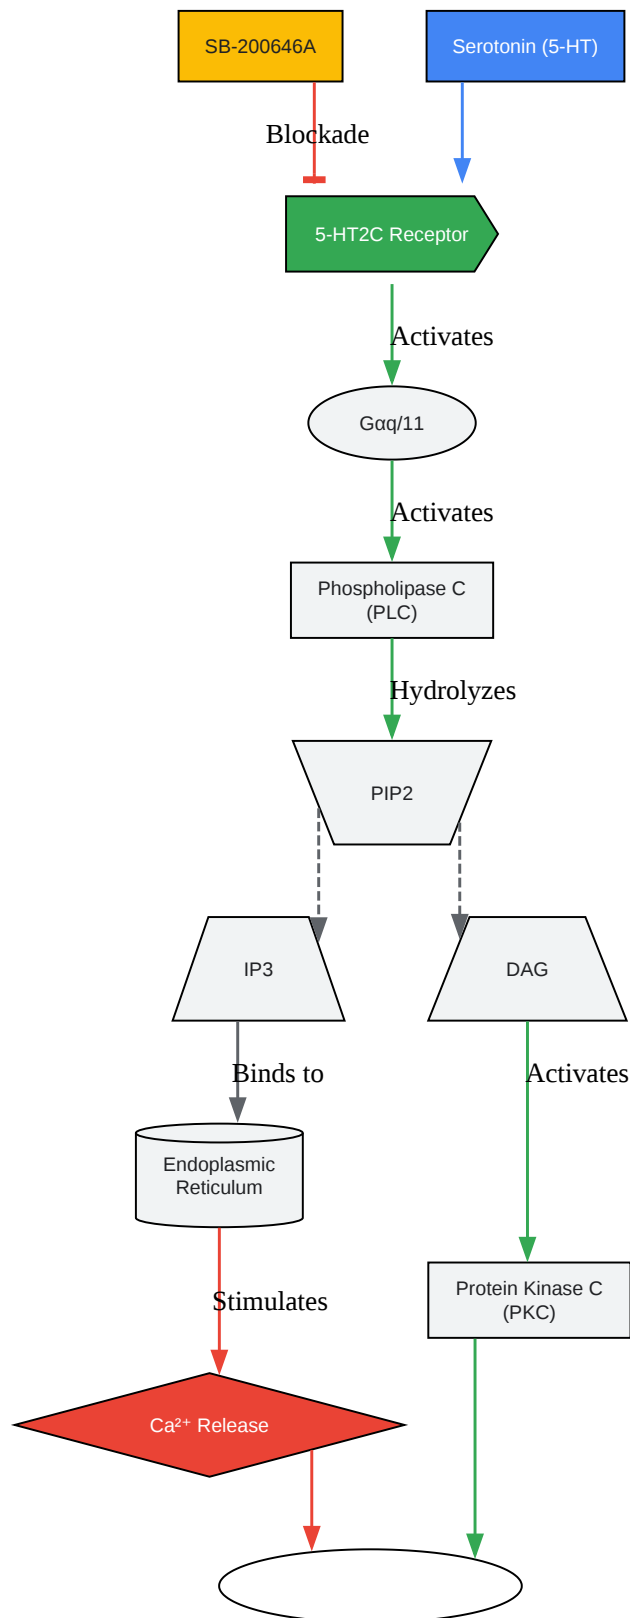 SB-200646A
Serotonin (5-HT)
Blockade
5-HT2C Receptor
Activates
Gαq/11
Activates
Phospholipase C
(PLC)
Hydrolyzes
PIP2
IP3
DAG
Binds to
Activates
Endoplasmic
Reticulum
Protein Kinase C
(PKC)
Stimulates
Ca²⁺ Release